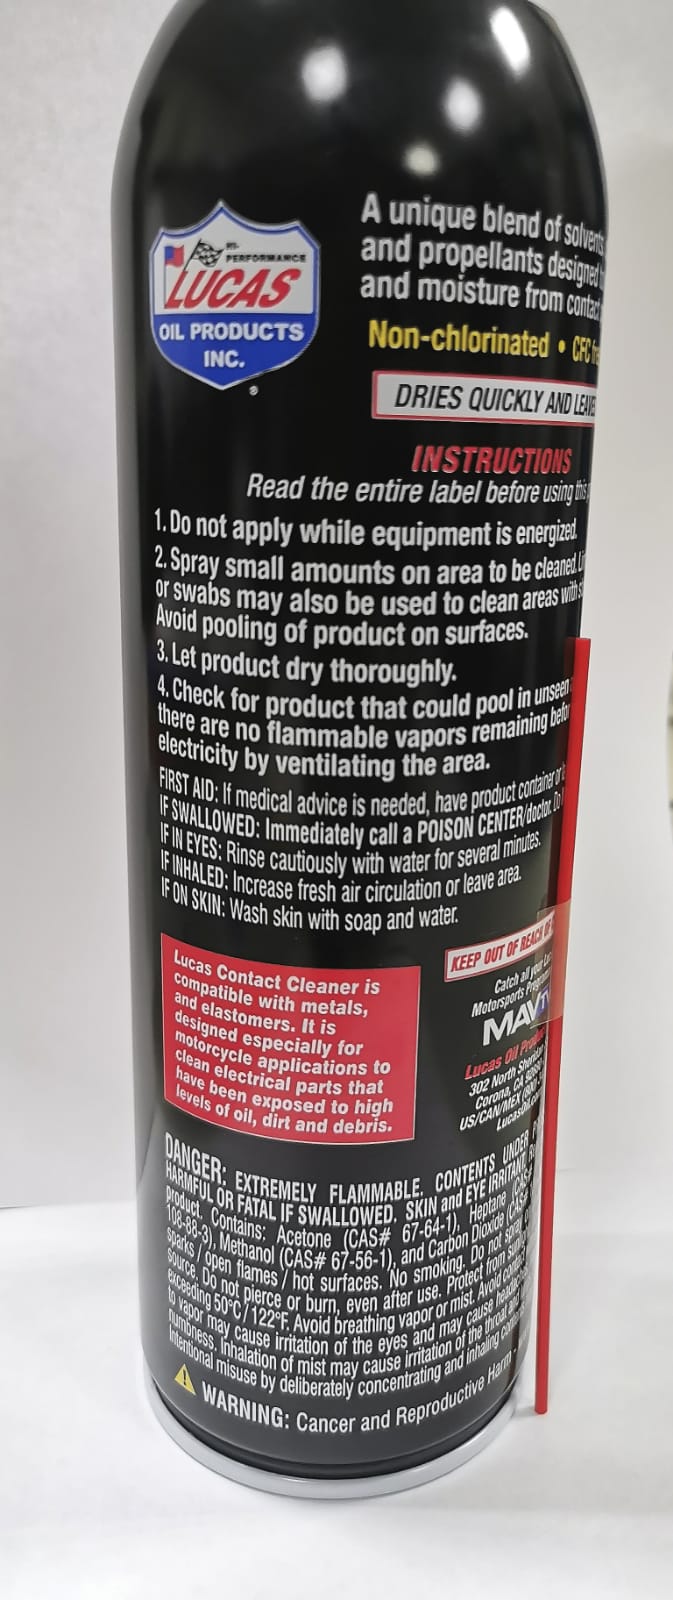 HI-
PERFORMANCE
LUCAS
OIL PRODUCTS
INC.
®
A unique blend of solvents
and propellants designed
and moisture from contact
Non-chlorinated • CFC
DRIES QUICKLY AND
INSTRUCTIONS
Read the entire label before using this
1. Do not apply while equipment is energized.
2. Spray small amounts on area to be cleaned.
or swabs may also be used to clean areas with
Avoid pooling of product on surfaces.
3. Let product dry thoroughly.
4. Check for product that could pool in unseen
there are no flammable vapors remaining
electricity by ventilating the area.
FIRST AID: If medical advice is needed, have product container or
IF SWALLOWED: Immediately call a POISON CENTER/doctor. Do
IF IN EYES: Rinse cautiously with water for several minutes.
IF INHALED: Increase fresh air circulation or leave area.
IF ON SKIN: Wash skin with soap and water.
Lucas Contact Cleaner is
compatible with metals,
and elastomers. It is
designed especially for
motorcycle applications to
clean electrical parts that
have been exposed to high
levels of oil, dirt and debris.
KEEP OUT OF REACH OF
Catch all your
Motorsports
MAVTV
Lucas Oil
302 North
Corona, CA
US/CAN/MEX
DANGER: EXTREMELY FLAMMABLE. CONTENTS UNDER
HARMFUL OR FATAL IF SWALLOWED. SKIN and EYE
product. Contains: Acetone (CAS# 67-64-1), Heptane
108-88-3), Methanol (CAS# 67-56-1), and Carbon Dioxide
sparks / open flames / hot surfaces. No smoking. Do not spray
source. Do not pierce or burn, even after use. Protect from
exceeding 50°C/122°F. Avoid breathing vapor or mist. Avoid
to vapor may cause irritation of the eyes and may cause
numbness. Inhalation of mist may cause irritation of the throat
intentional misuse by deliberately concentrating and inhaling
WARNING: Cancer and Reproductive Harm -